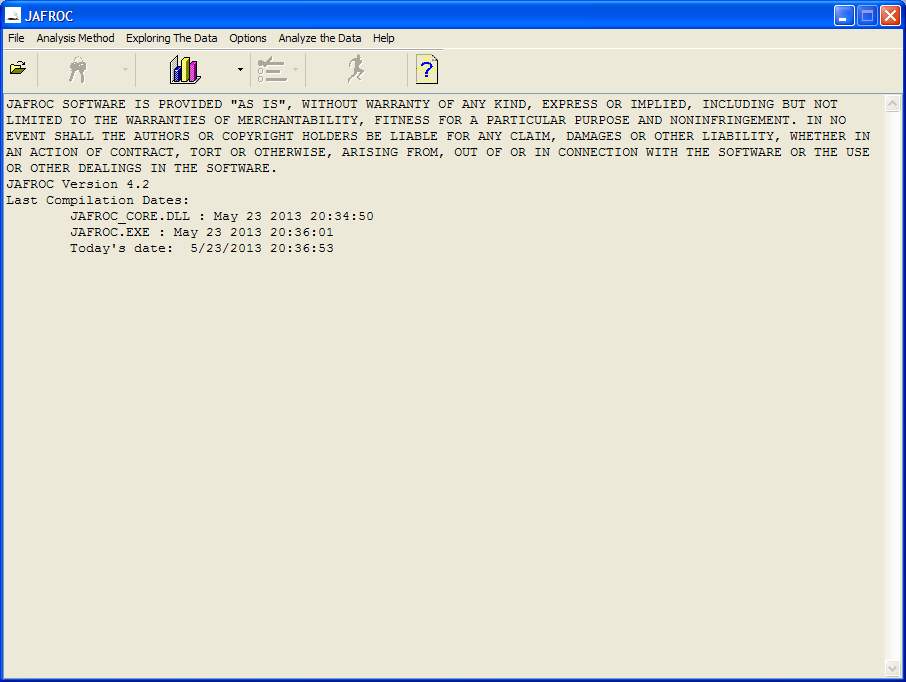 JAFROC
File Analysis Method Exploring The Data Options Analyze the Data Help
?
JAFROC SOFTWARE IS PROVIDED "AS IS", WITHOUT WARRANTY OF ANY KIND, EXPRESS OR IMPLIED, INCLUDING BUT NOT
LIMITED TO THE WARRANTIES OF MERCHANTABILITY, FITNESS FOR A PARTICULAR PURPOSE AND NONINFRINGEMENT. IN NO
EVENT SHALL THE AUTHORS OR COPYRIGHT HOLDERS BE LIABLE FOR ANY CLAIM, DAMAGES OR OTHER LIABILITY, WHETHER IN
AN ACTION OF CONTRACT, TORT OR OTHERWISE, ARISING FROM, OUT OF OR IN CONNECTION WITH THE SOFTWARE OR THE USE
OR OTHER DEALINGS IN THE SOFTWARE.
JAFROC Version 4.2
Last Compilation Dates:
JAFROC_CORE.DLL : May 23 2013 20:34:50
JAFROC.EXE : May 23 2013 20:36:01
Today's date:  5/23/2013 20:36:53